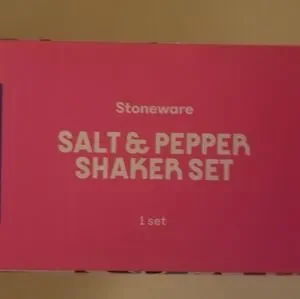 Stoneware
SALT & PEPPER
SHAKER SET
1 set